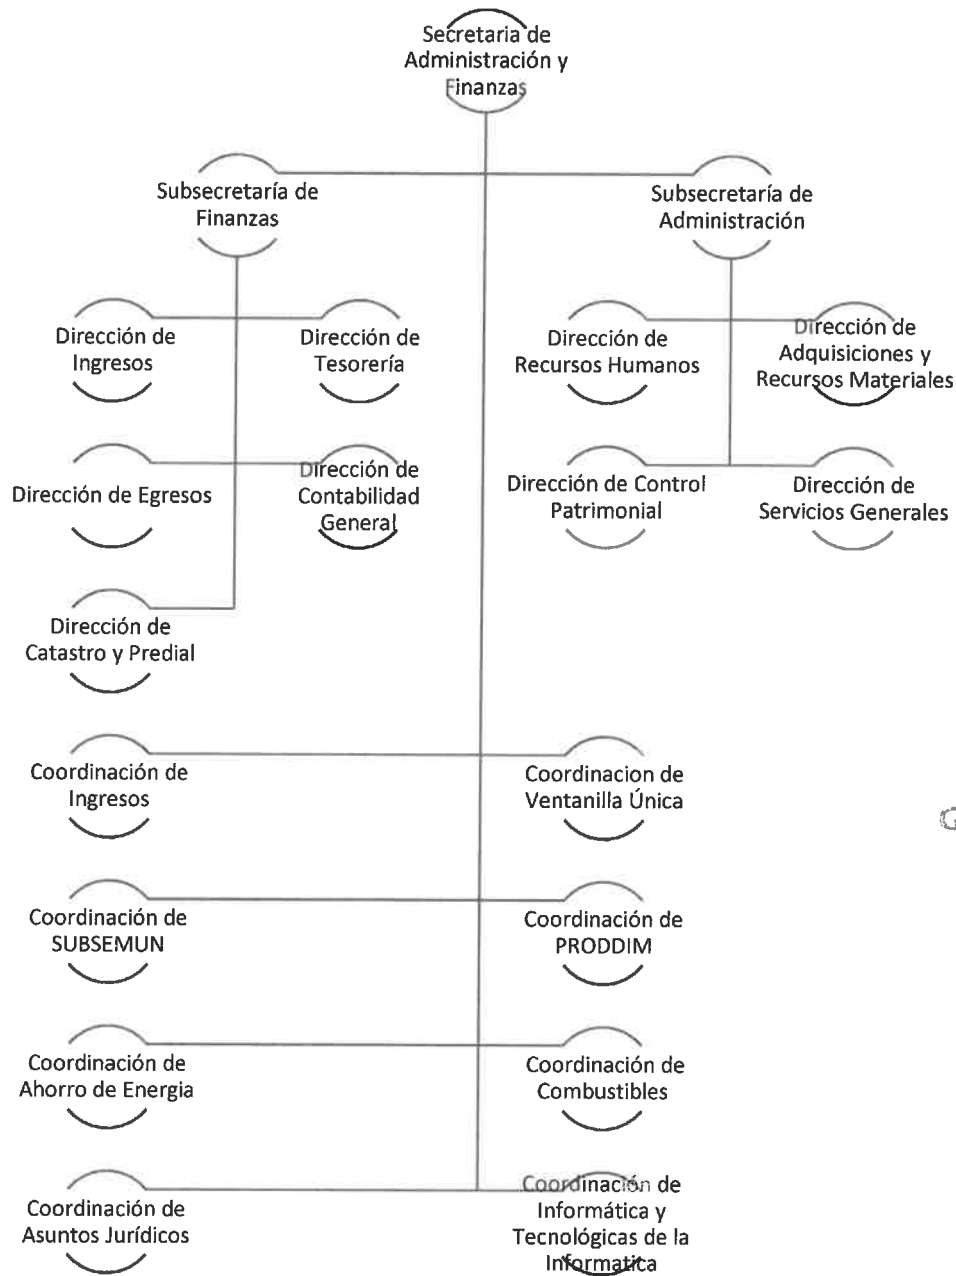 Secretaria de
Administración y
Finanzas
Subsecretaría de
Finanzas
Subsecretaría de
Administración
Dirección de
Ingresos
Dirección de
Tesorería
Dirección de
Recursos Humanos
Dirección de
Adquisiciones y
Recursos Materiales
Dirección de Egresos
Dirección de
Contabilidad
General
Dirección de Control
Patrimonial
Dirección de
Servicios Generales
Dirección de
Catastro y Predial
Coordinación de
Ingresos
Coordinacion de
Ventanilla Única
Coordinación de
SUBSEMUN
Coordinación de
PRODDIM
Coordinación de
Ahorro de Energia
Coordinación de
Combustibles
Coordinación de
Asuntos Jurídicos
Coordinación de
Informática y
Tecnológicas de la
Informatica